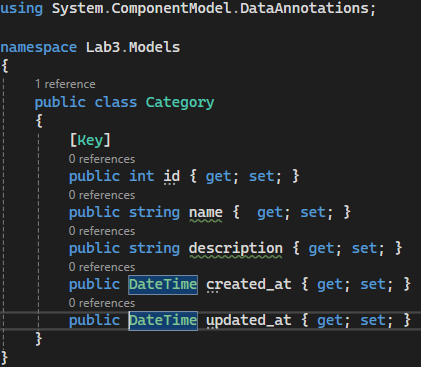 using System.ComponentModel.DataAnnotations;
namespace Lab3.Models
{
1 reference
public class Category
{
[Key]
0 references
public int id { get; set; }
0 references
public string name {  get; set; }
0 references
public string description { get; set; }
0 references
public DateTime created_at { get; set; }
0 references
public DateTime updated_at { get; set; }
}
}